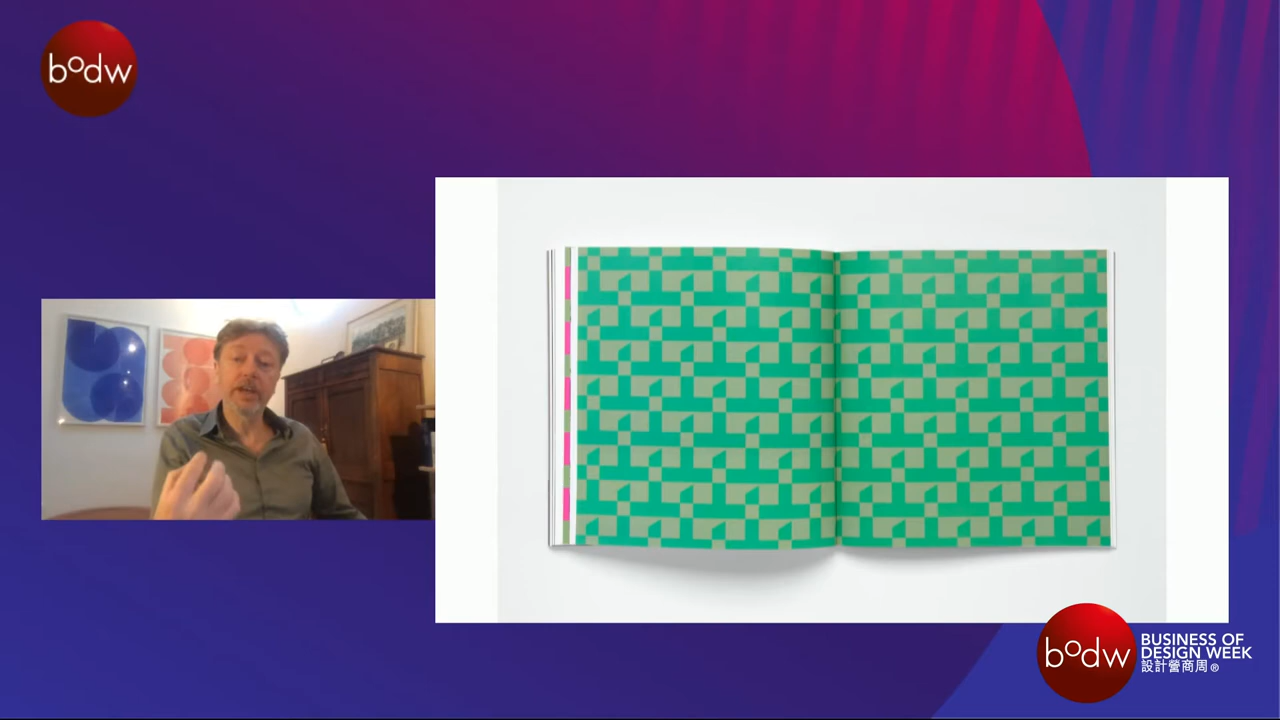 bodw
bodw
BUSINESS OF
DESIGN WEEK
設計營商周®